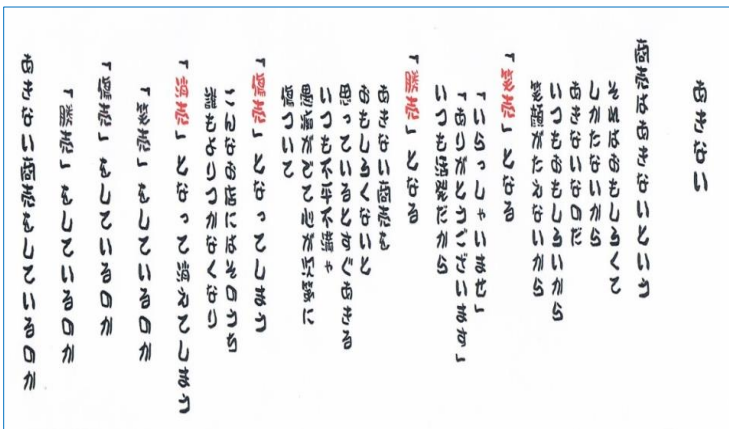 あきない
商売はあきないという
それはおもしろくて
しかたないから
あきないなのだ
いつもおもしろいから
笑顔がたえないから
「笑売」となる
「いらっしゃいませ」
「ありがとうございます」
いつも活発だから
「勝売」となる
あきない商売を
おもしろくないと
思っているとすぐあきる
いつも不平不満や
愚痴がでて心が次第に
傷ついて
「傷売」となってしまう
こんなお店にはそのうち
誰もよりつかなくなり
「消売」となって消えてしまう
「笑売」をしているのか
「傷売」をしているのか
「勝売」をしているのか
あきない商売をしているのか